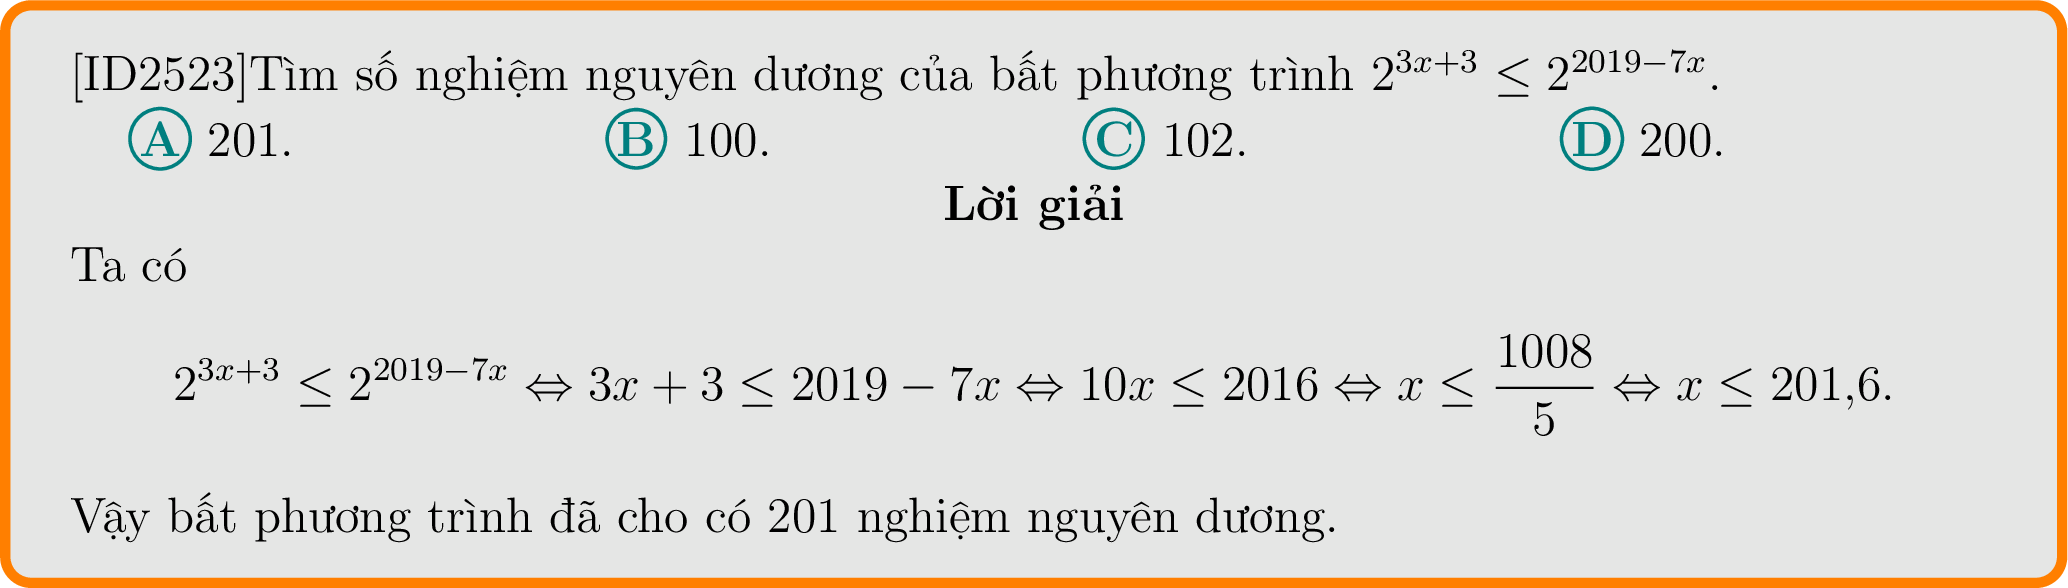 [ID2523]Tìm số nghiệm nguyên dương của bất phương trình $2^{3x+3} \leq 2^{2019-7x}$.
A 201. B 100. C 102. D 200.
Lời giải
Ta có
$2^{3x+3} \leq 2^{2019-7x} \Leftrightarrow 3x + 3 \leq 2019 - 7x \Leftrightarrow 10x \leq 2016 \Leftrightarrow x \leq \frac{1008}{5} \Leftrightarrow x \leq 201{,}6.$
Vậy bất phương trình đã cho có 201 nghiệm nguyên dương.